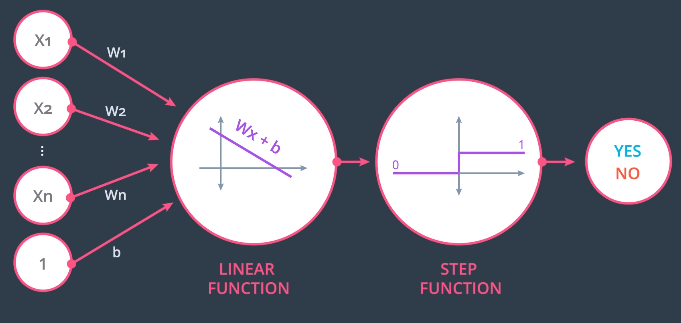 X1
W1
X2
W2
⋮
Xn
Wn
1
b
Wx + b
LINEAR
FUNCTION
0
1
STEP
FUNCTION
YES
NO